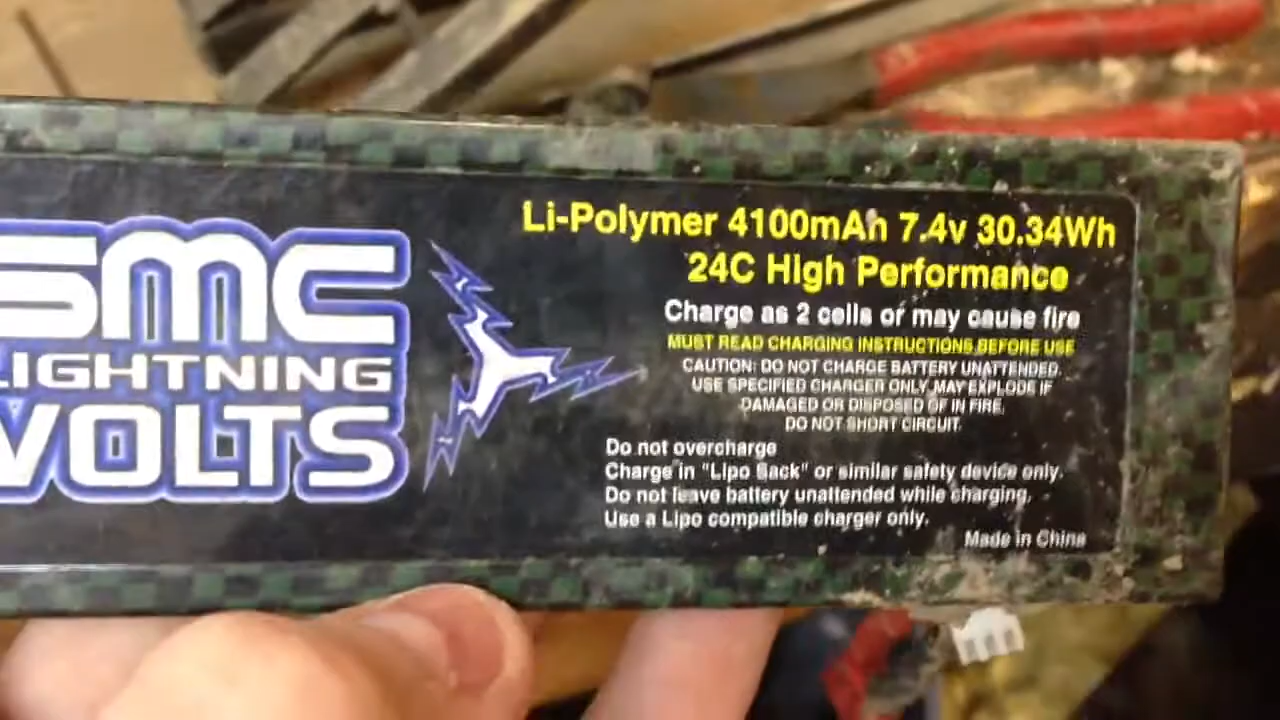 SMC
LIGHTNING
VOLTS
Li-Polymer 4100mAh 7.4v 30.34Wh
24C High Performance
Charge as 2 cells or may cause fire
MUST READ CHARGING INSTRUCTIONS BEFORE USE
CAUTION: DO NOT CHARGE BATTERY UNATTENDED.
USE SPECIFIED CHARGER ONLY, MAY EXPLODE IF
DAMAGED OR DISPOSED OF IN FIRE.
DO NOT SHORT CIRCUIT.
Do not overcharge
Charge in "Lipo Sack" or similar safety device only.
Do not leave battery unattended while charging.
Use a Lipo compatible charger only.
Made in China